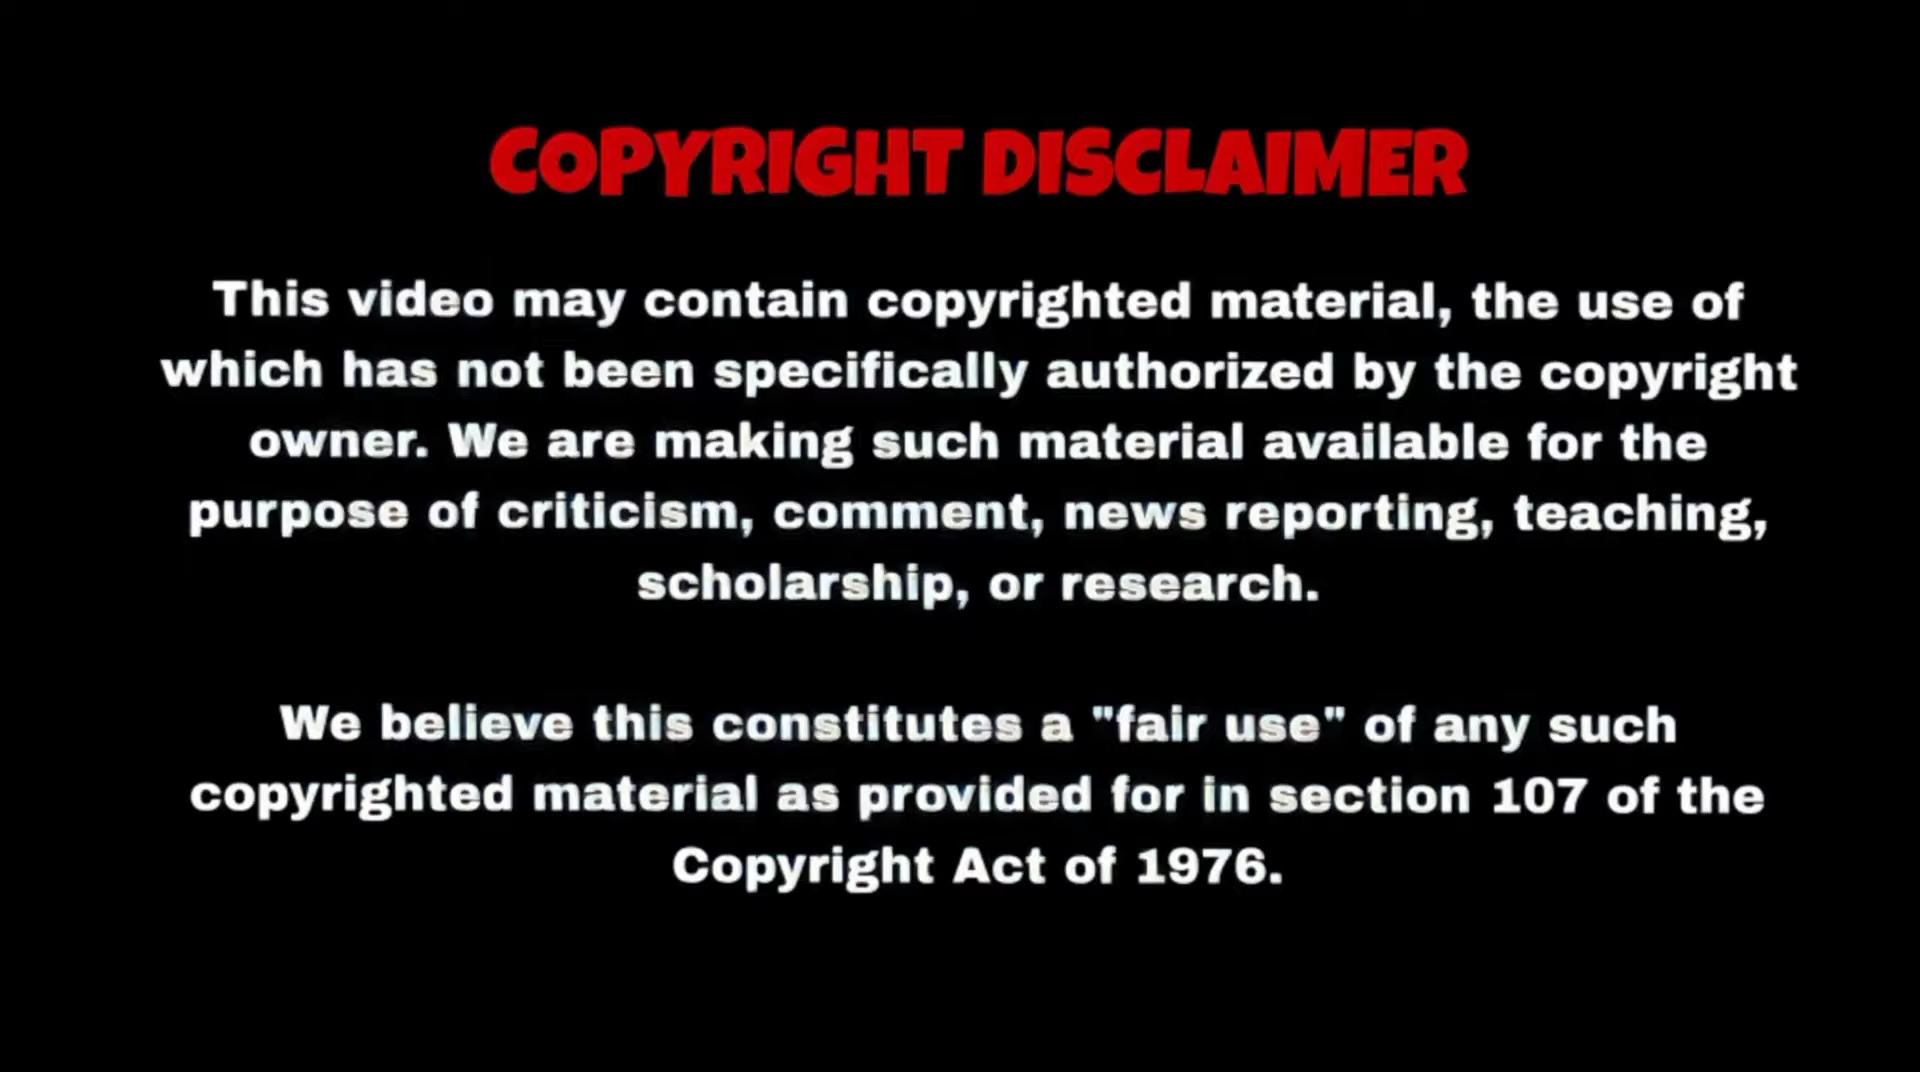 COPYRIGHT DISCLAIMER
This video may contain copyrighted material, the use of
which has not been specifically authorized by the copyright
owner. We are making such material available for the
purpose of criticism, comment, news reporting, teaching,
scholarship, or research.
We believe this constitutes a "fair use" of any such
copyrighted material as provided for in section 107 of the
Copyright Act of 1976.